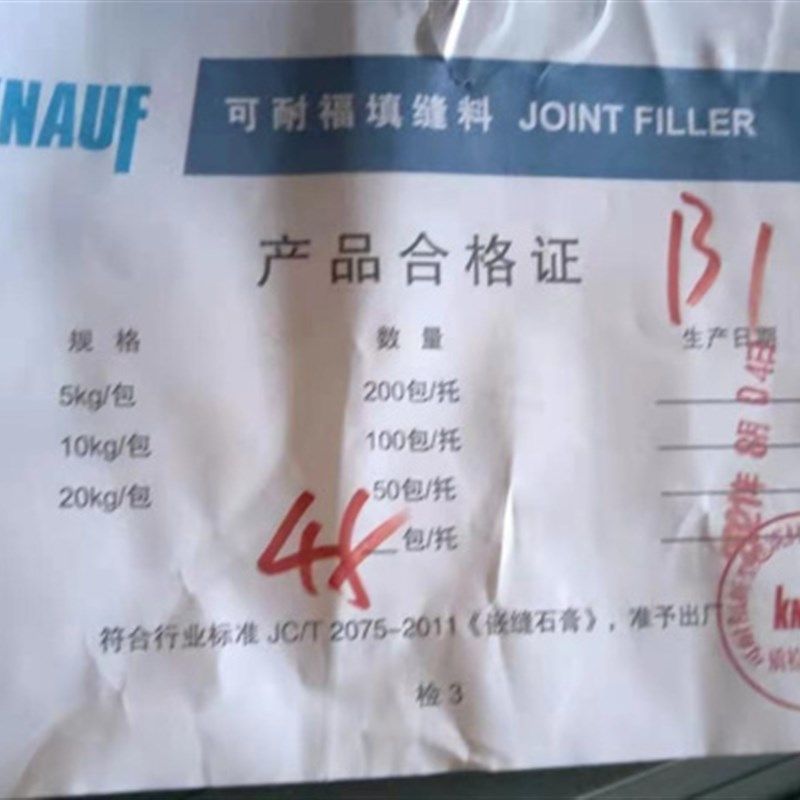 KNAUF
可耐福填缝料 JOINT FILLER
产品合格证
B1
规格 数量 生产日期
5kg/包 200包/托
10kg/包 100包/托
20kg/包 50包/托
48 包/托
符合行业标准 JC/T 2075-2011《嵌缝石膏》，准予出厂
检3